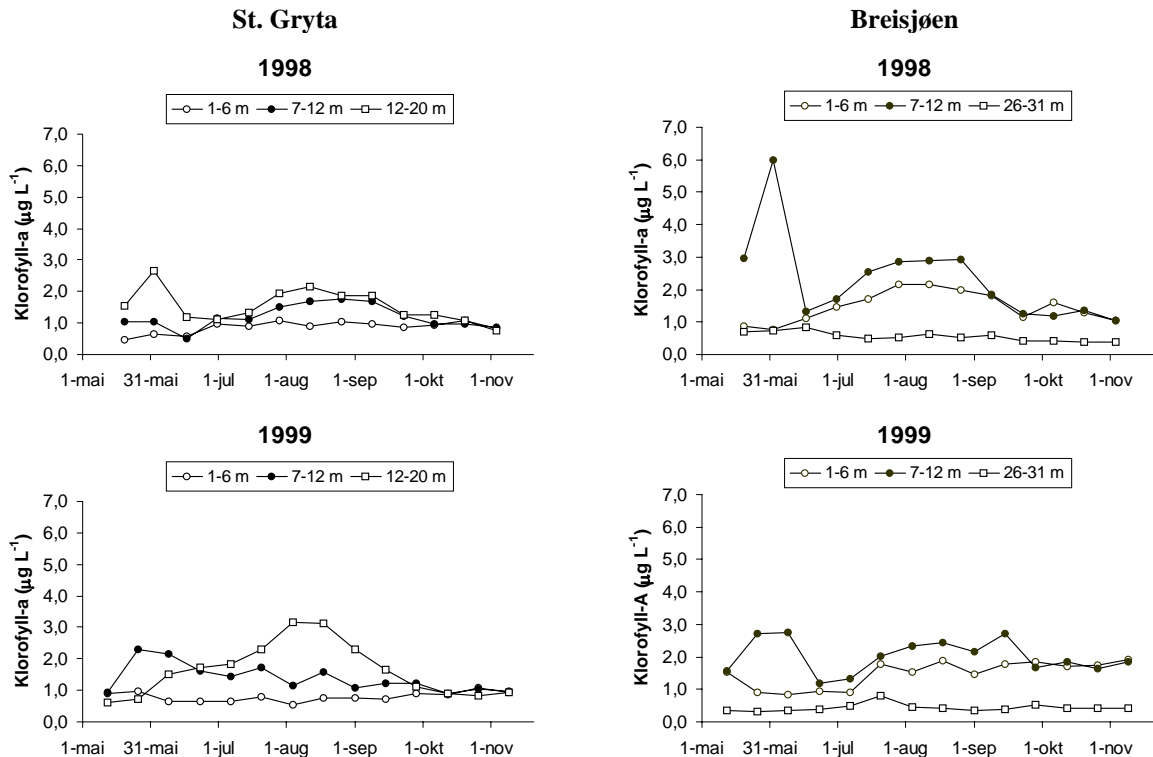 St. Gryta
1998
1-6 m 7-12 m 12-20 m
Klorofyll-a (µg L-1)
7,0
6,0
5,0
4,0
3,0
2,0
1,0
0,0
1-mai 31-mai 1-jul 1-aug 1-sep 1-okt 1-nov
Breisjøen
1998
1-6 m 7-12 m 26-31 m
Klorofyll-a (µg L-1)
7,0
6,0
5,0
4,0
3,0
2,0
1,0
0,0
1-mai 31-mai 1-jul 1-aug 1-sep 1-okt 1-nov
1999
1-6 m 7-12 m 12-20 m
Klorofyll-a (µg L-1)
7,0
6,0
5,0
4,0
3,0
2,0
1,0
0,0
1-mai 31-mai 1-jul 1-aug 1-sep 1-okt 1-nov
1999
1-6 m 7-12 m 26-31 m
Klorofyll-A (µg L-1)
7,0
6,0
5,0
4,0
3,0
2,0
1,0
0,0
1-mai 31-mai 1-jul 1-aug 1-sep 1-okt 1-nov